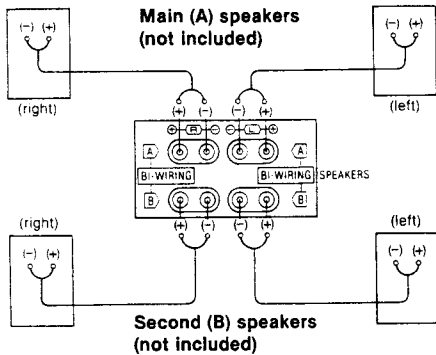 Main (A) speakers
(not included)
(-) (+)
(-) (+)
(right)
(left)
(+) (-) (-) (+)
⊕ R ⊖ ⊖ L ⊕
A A
BI-WIRING BI-WIRING SPEAKERS
B B
(right)
(left)
(+) (-) (-) (+)
(-) (+)
(-) (+)
Second (B) speakers
(not included)